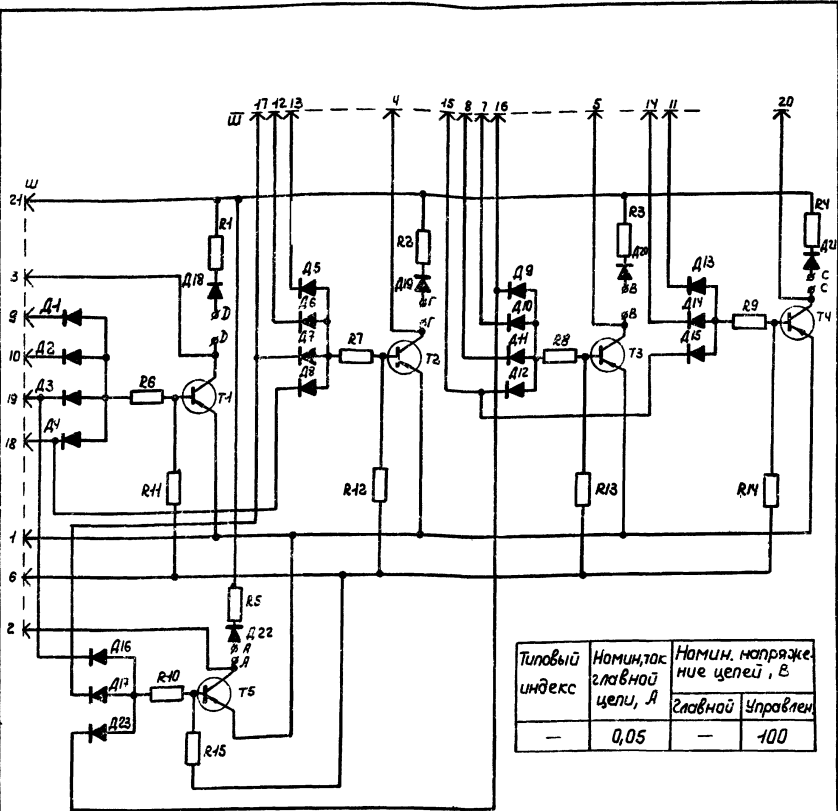 17 12 13 4 15 8 7 16 5 14 11 20
Ш
Ш
21
R1 R2 R3 R4
3 Д18 Д5 Д19 Д9 Д20 Д13 Д21
С
С
9 Д1 D Д6 Г Д10 В Д14
D Г В
10 Д2 Д7 R7 Т2 Д11 R8 Т3 Д15 R9 Т4
19 Д3 R6 Т1 Д8 Д12
18 Д4
R11 R12 R13 R14
1
6
R5
2 Д22
Д16 А
А
Д17 R10 Т5
Д23
R15
Типовый индекс
Номин. ток главной цепи, А
Номин. напряже-
ние цепей, В
Главной Управлен.
— 0,05 — 100